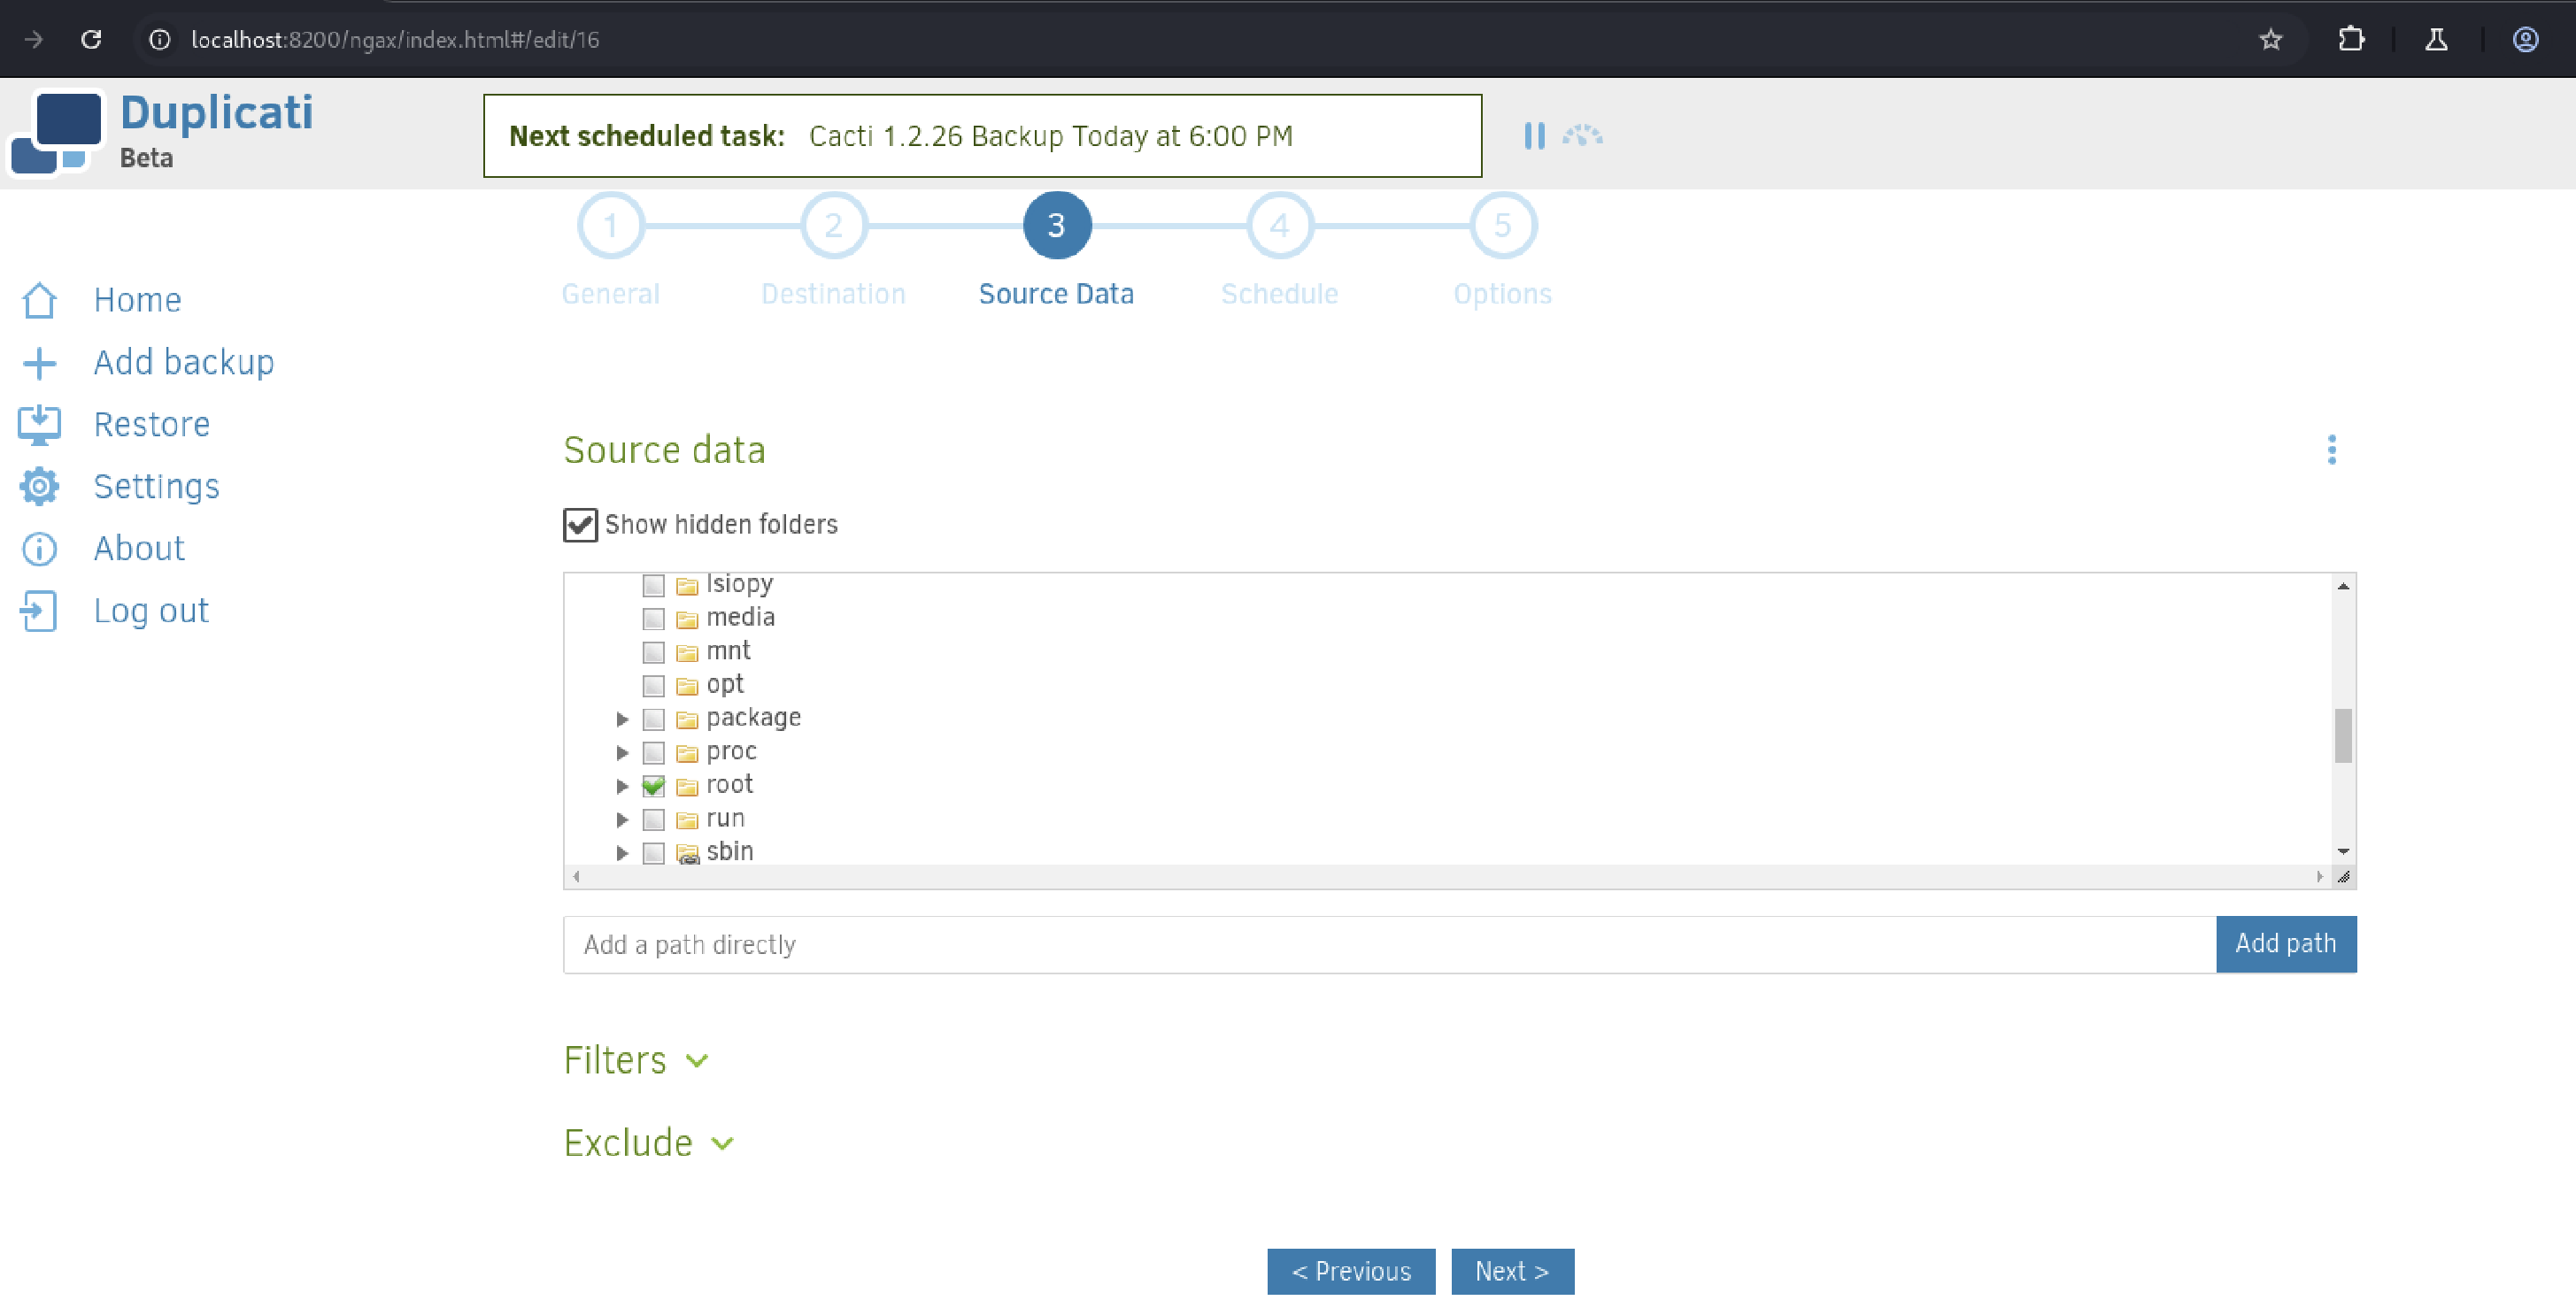 localhost:8200/ngax/index.html#/edit/16
Duplicati
Beta
Next scheduled task: Cacti 1.2.26 Backup Today at 6:00 PM
1 2 3 4 5
General Destination Source Data Schedule Options
Home
Add backup
Restore
Settings
About
Log out
Source data
Show hidden folders
lsiopy
media
mnt
opt
package
proc
root
run
sbin
Add a path directly
Add path
Filters
Exclude
< Previous
Next >